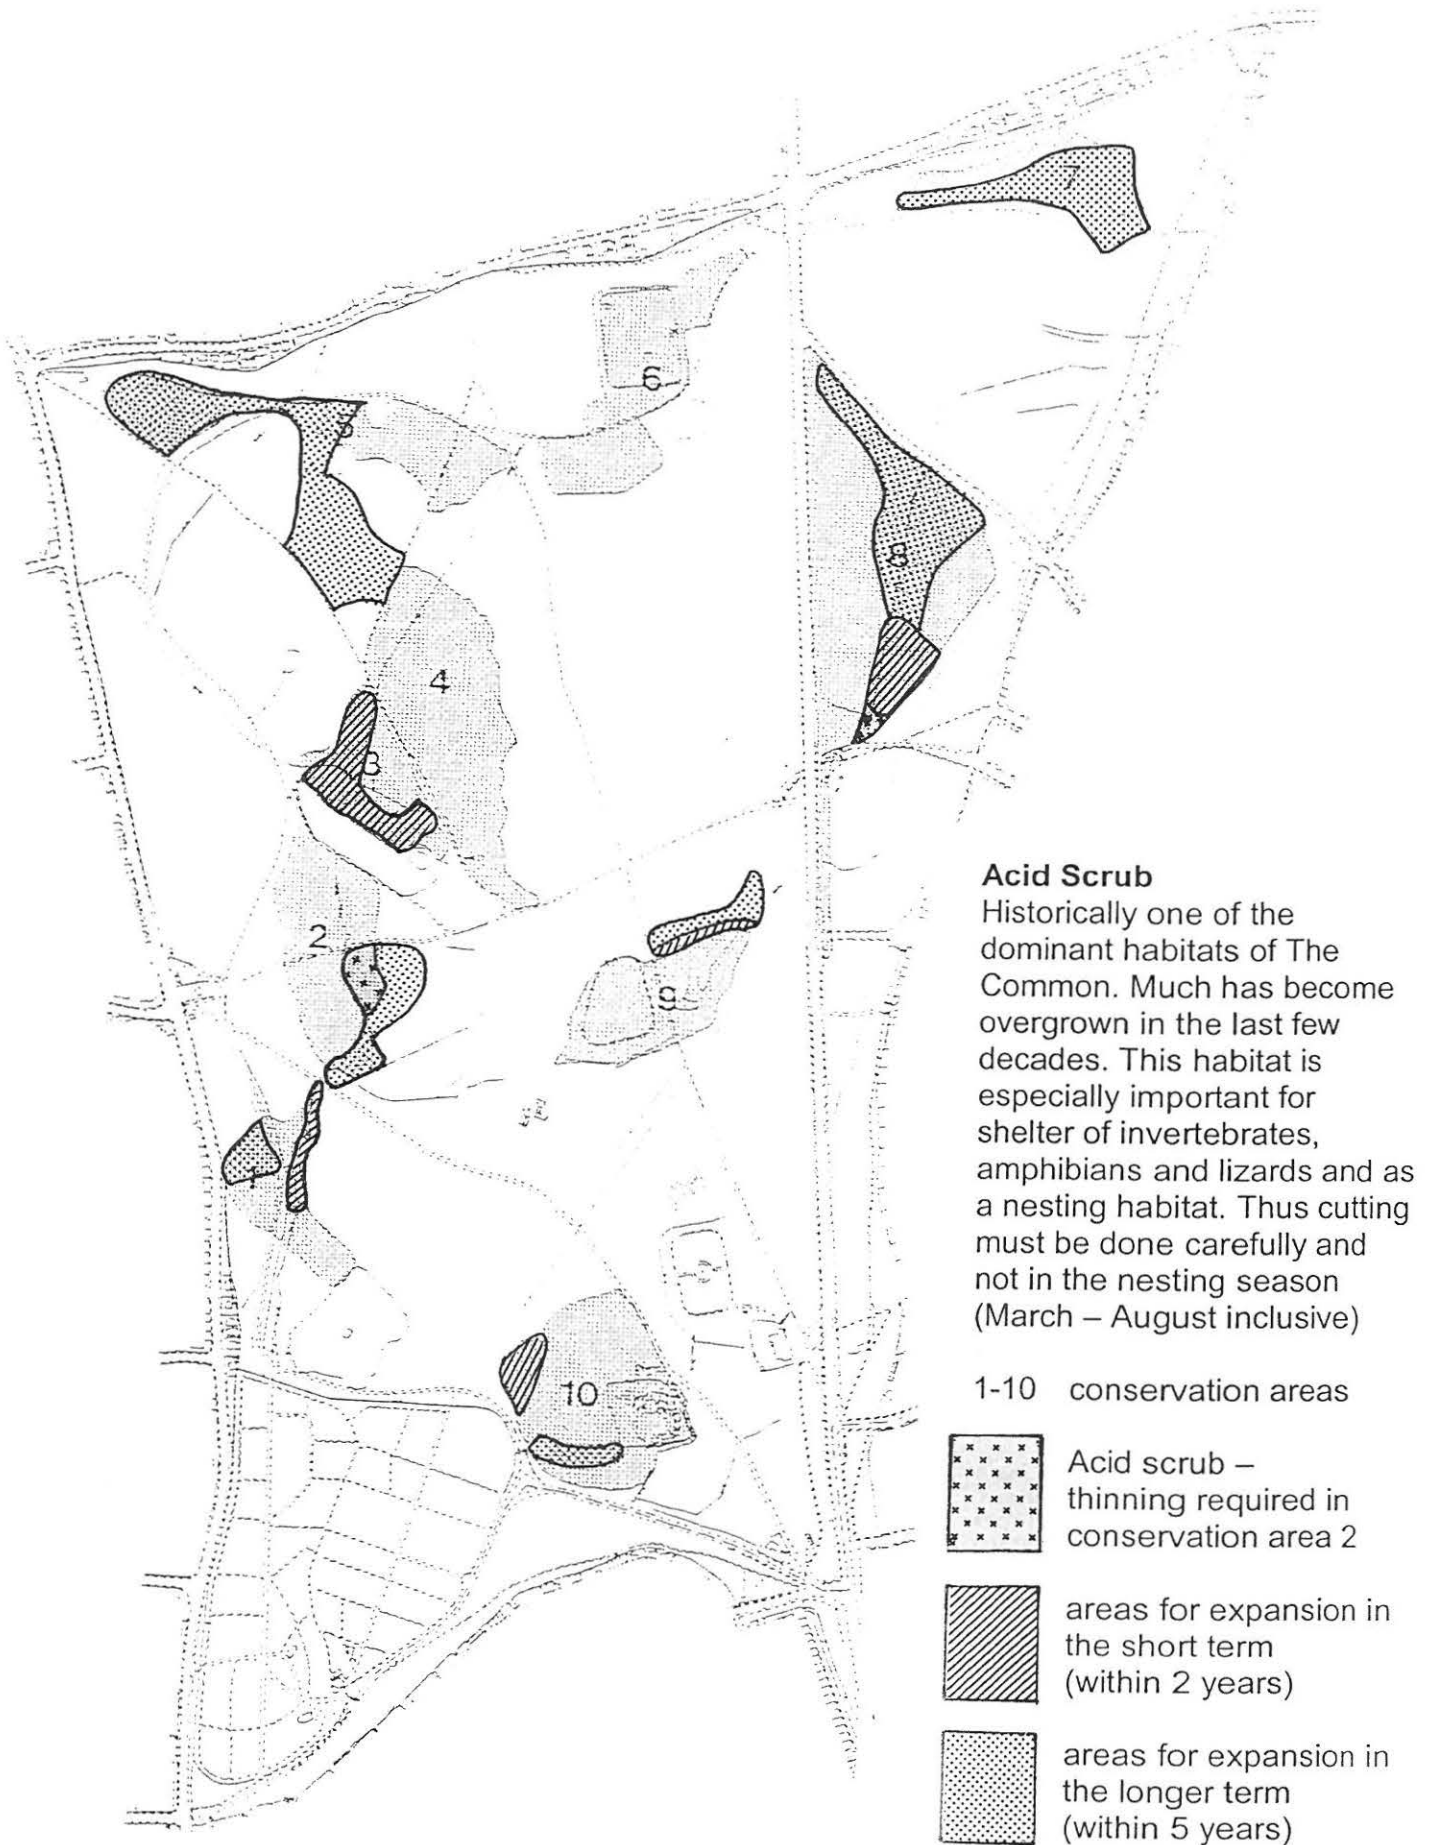 7
6
5
8
4
3
2
9
1
10
Acid Scrub
Historically one of the
dominant habitats of The
Common. Much has become
overgrown in the last few
decades. This habitat is
especially important for
shelter of invertebrates,
amphibians and lizards and as
a nesting habitat. Thus cutting
must be done carefully and
not in the nesting season
(March – August inclusive)
1-10 conservation areas
Acid scrub –
thinning required in
conservation area 2
areas for expansion in
the short term
(within 2 years)
areas for expansion in
the longer term
(within 5 years)